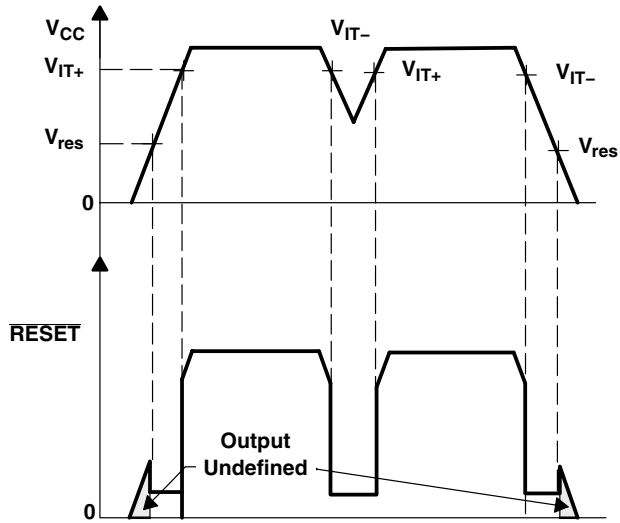 V_CC
V_IT−
V_IT+
V_IT+
V_IT−
V_res
V_res
0
RESET
Output
Undefined
0